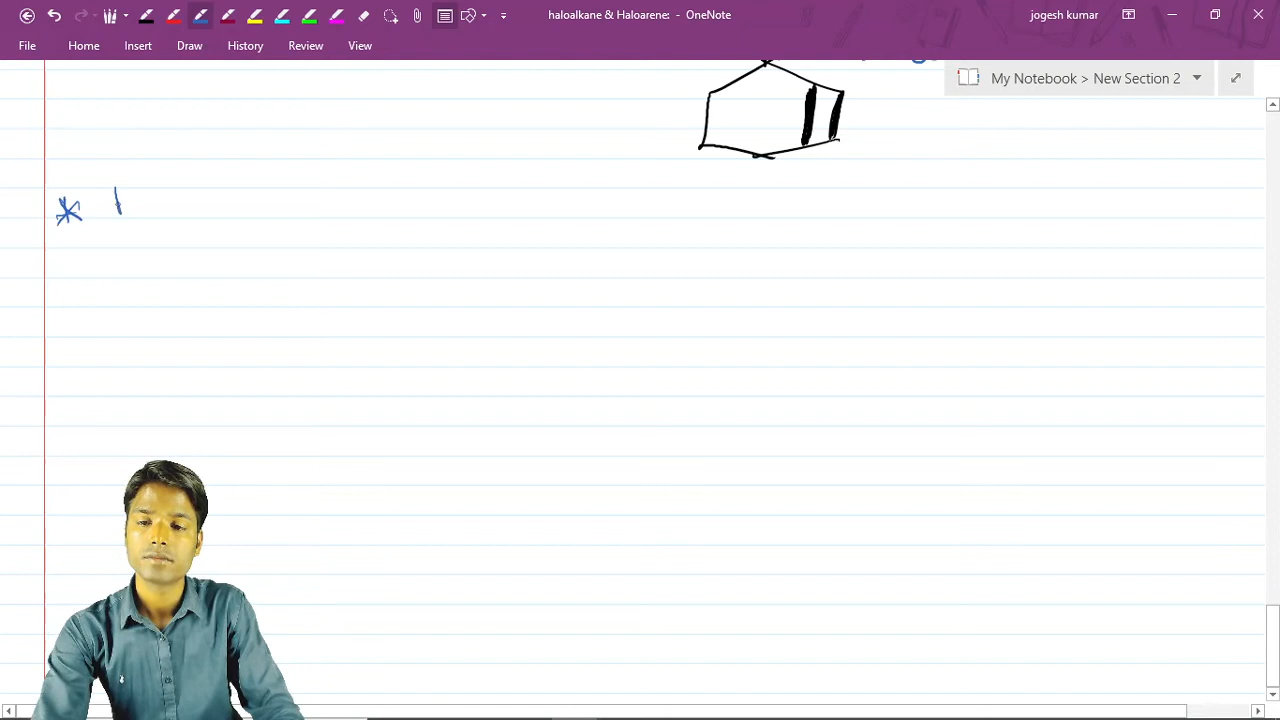 haloalkane & Haloarene: - OneNote
jogesh kumar
File Home Insert Draw History Review View
My Notebook > New Section 2
*